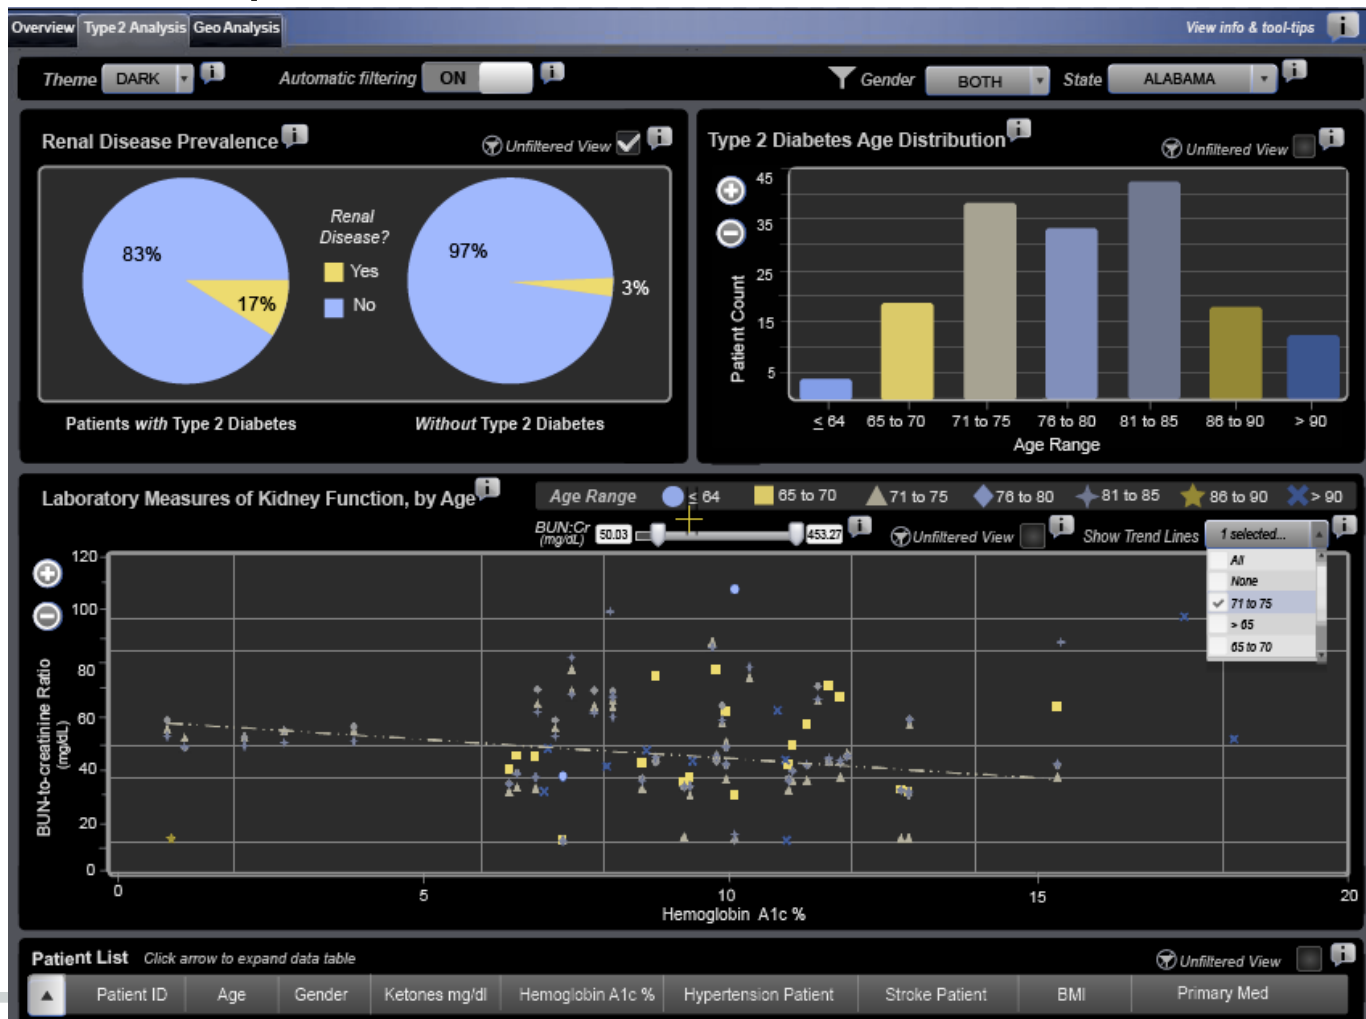 Overview Type 2 Analysis Geo Analysis
View info & tool-tips i
Theme DARK i Automatic filtering ON i Gender BOTH State ALABAMA i
Renal Disease Prevalence i
Unfiltered View i
83%
17%
Renal
Disease?
Yes
No
97%
3%
Patients with Type 2 Diabetes
Without Type 2 Diabetes
Type 2 Diabetes Age Distribution i
Unfiltered View i
Patient Count
45
35
25
15
5
≤ 64 65 to 70 71 to 75 76 to 80 81 to 85 86 to 90 > 90
Age Range
Laboratory Measures of Kidney Function, by Age i
Age Range ≤ 64 65 to 70 71 to 75 76 to 80 81 to 85 86 to 90 > 90
BUN:Cr
(mg/dL) 50.03 453.27 i
Unfiltered View i Show Trend Lines 1 selected... i
All
None
71 to 75
> 65
65 to 70
BUN-to-creatinine Ratio
(mg/dL)
120
100
80
60
40
20
0
0 5 10 15 20
Hemoglobin A1c %
Patient List Click arrow to expand data table
Unfiltered View i
Patient ID Age Gender Ketones mg/dl Hemoglobin A1c % Hypertension Patient Stroke Patient BMI Primary Med